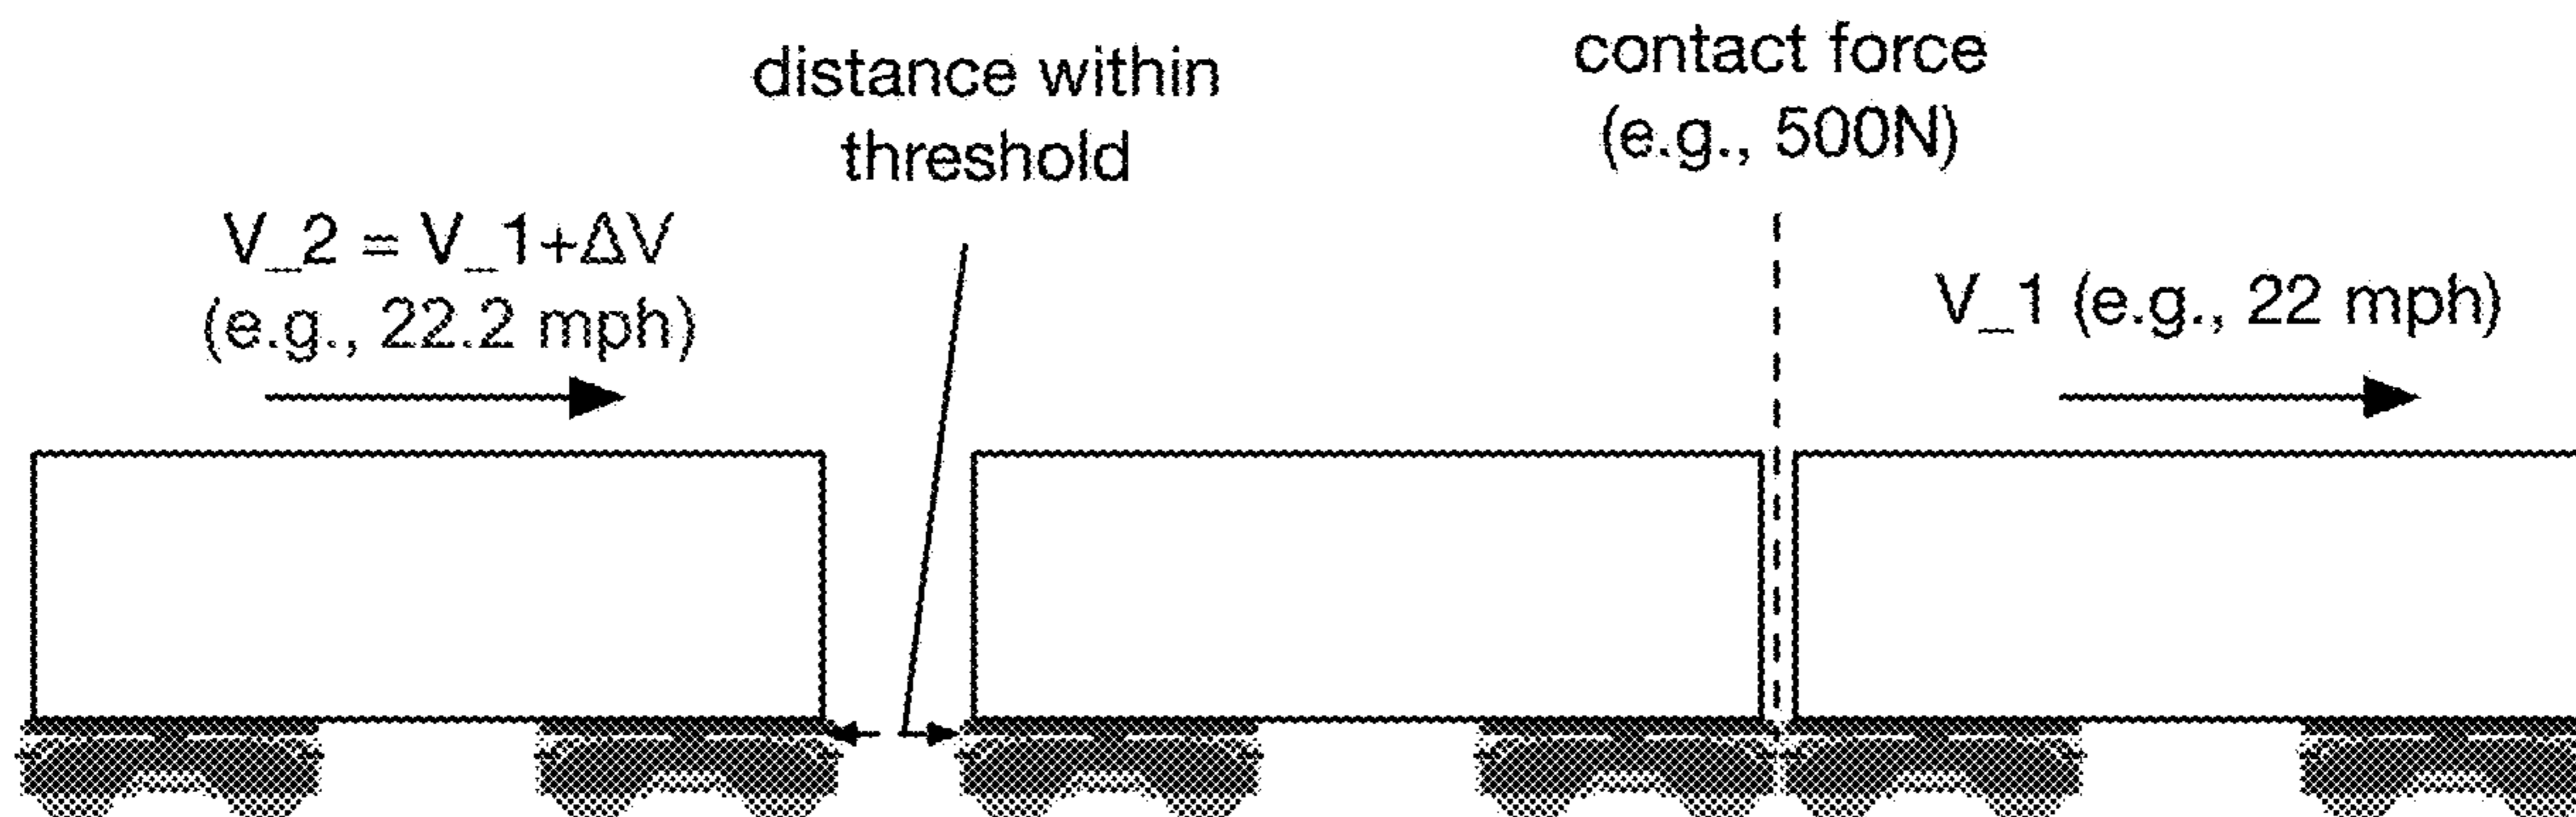 distance within
threshold
contact force
(e.g., 500N)
V_2 = V_1+ΔV
(e.g., 22.2 mph)
V_1 (e.g., 22 mph)